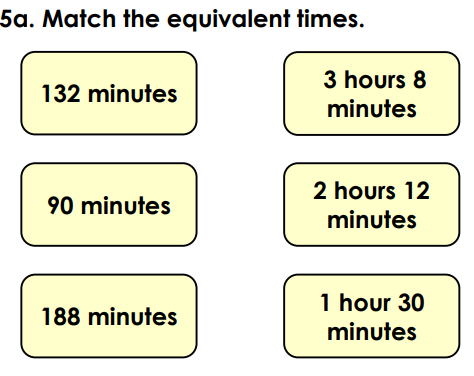 5a. Match the equivalent times.
132 minutes
3 hours 8
minutes
90 minutes
2 hours 12
minutes
188 minutes
1 hour 30
minutes